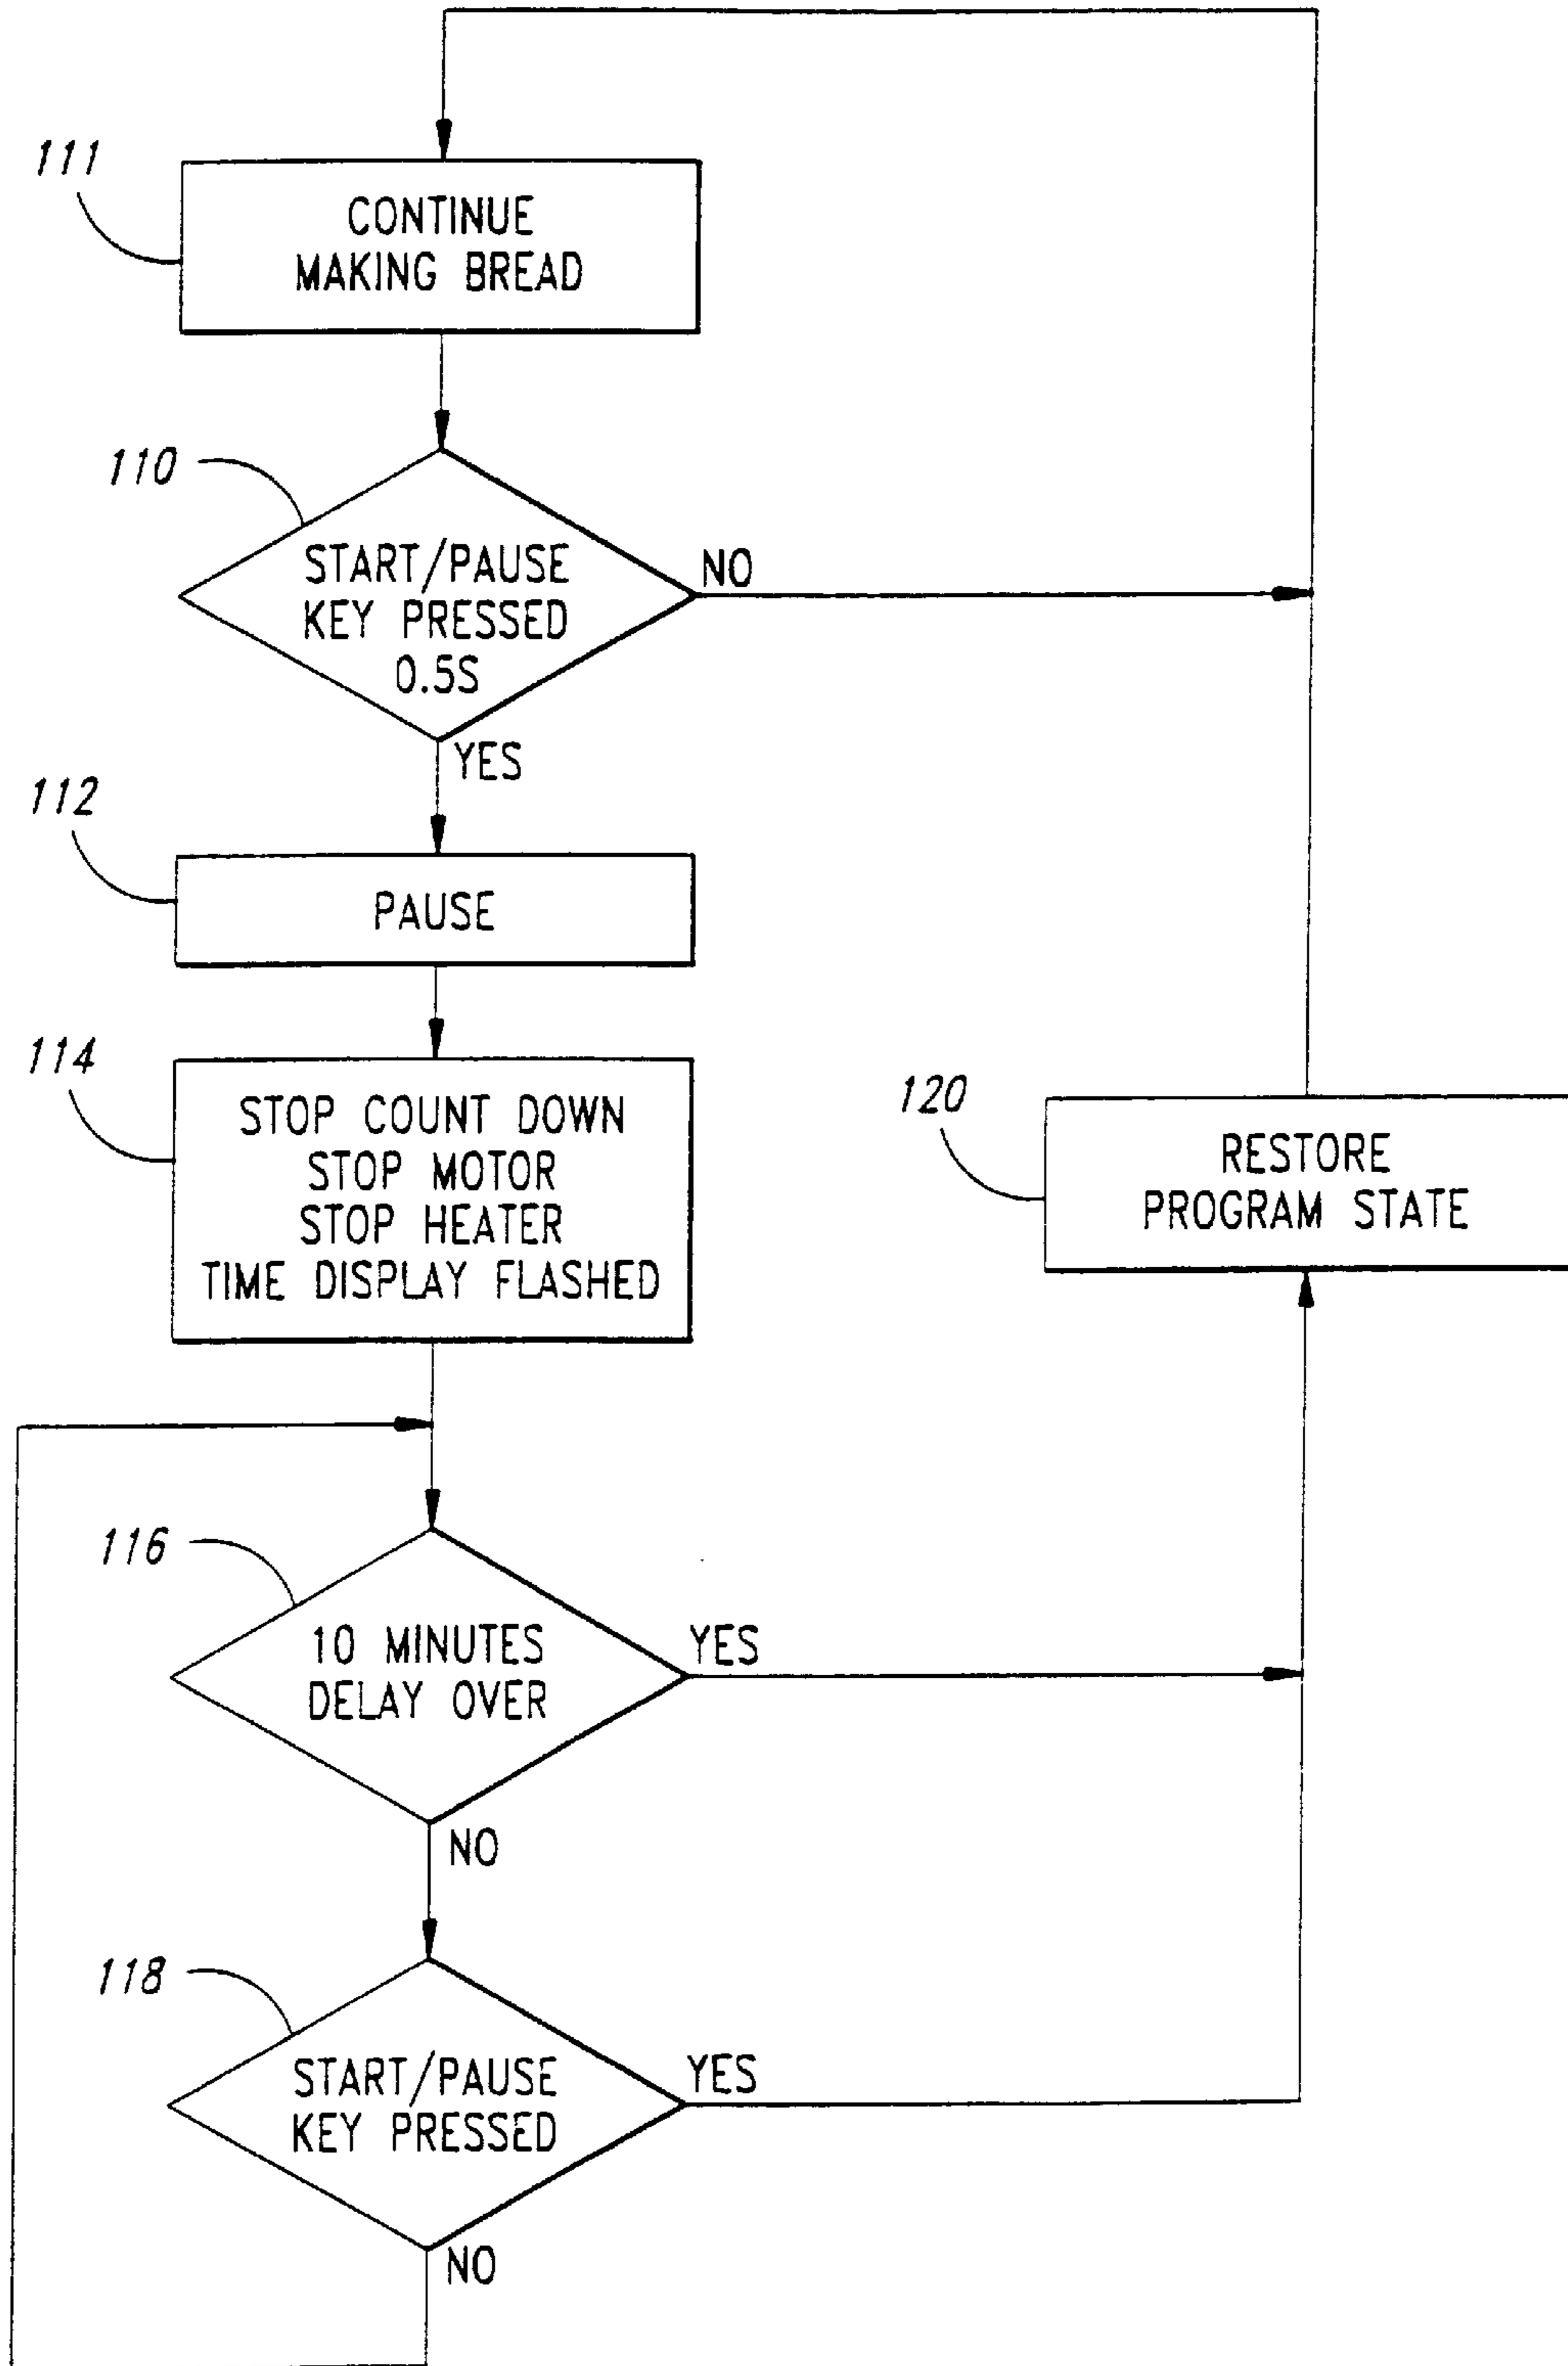 111
CONTINUE
MAKING BREAD
110
START/PAUSE
KEY PRESSED
0.5S
NO
YES
112
PAUSE
114
STOP COUNT DOWN
STOP MOTOR
STOP HEATER
TIME DISPLAY FLASHED
120
RESTORE
PROGRAM STATE
116
10 MINUTES
DELAY OVER
YES
NO
118
START/PAUSE
KEY PRESSED
YES
NO